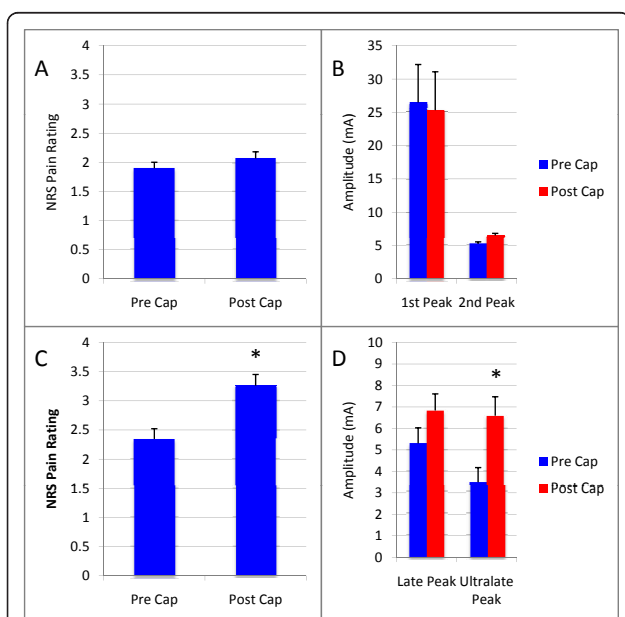 A
NRS Pain Rating
4
3.5
3
2.5
2
1.5
1
0.5
0
Pre Cap Post Cap
B
Amplitude (mA)
35
30
25
20
15
10
5
0
1st Peak 2nd Peak
Pre Cap
Post Cap
C
NRS Pain Rating
4
3.5
3
2.5
2
1.5
1
0.5
0
*
Pre Cap Post Cap
D
Amplitude (mA)
10
9
8
7
6
5
4
3
2
1
0
*
Late Peak Ultralate
Peak
Pre Cap
Post Cap